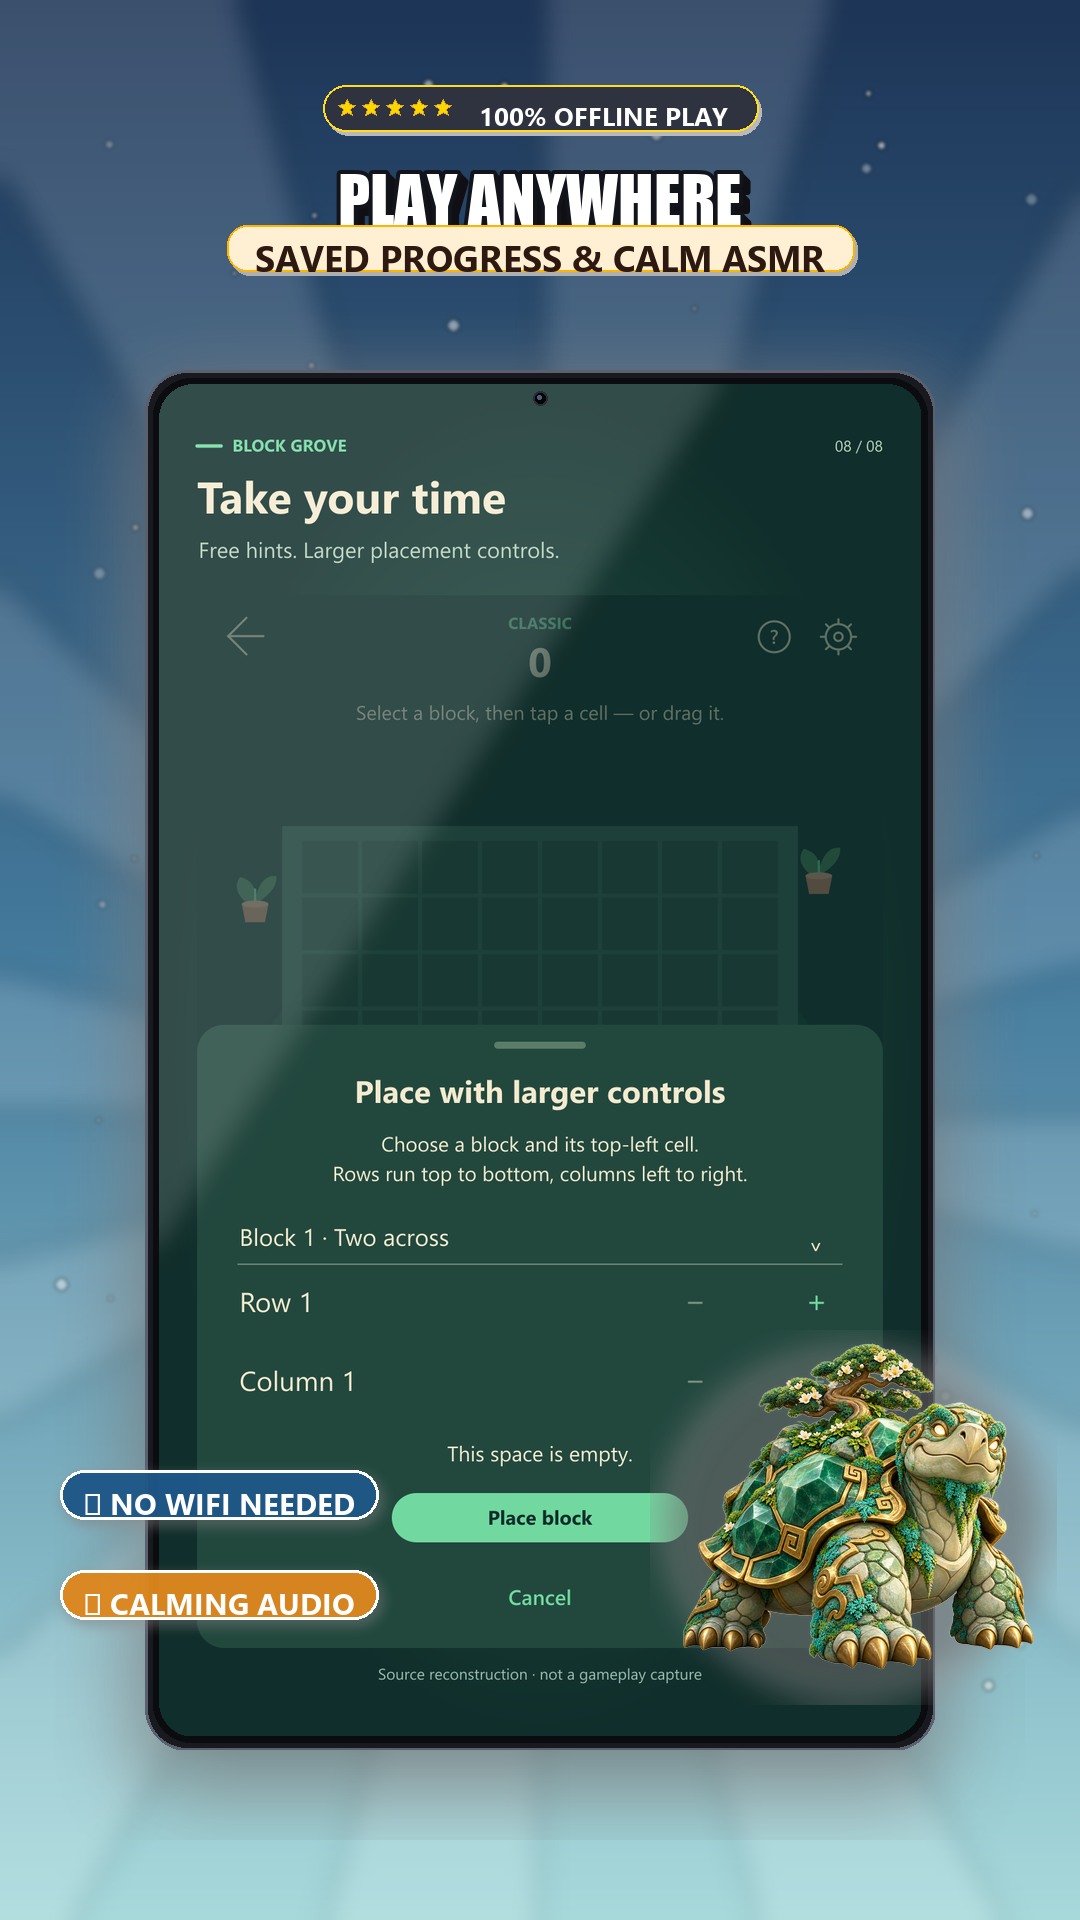 ★★★★★ 100% OFFLINE PLAY
PLAY ANYWHERE
SAVED PROGRESS & CALM ASMR
BLOCK GROVE
08 / 08
Take your time
Free hints. Larger placement controls.
CLASSIC
?
0
Select a block, then tap a cell — or drag it.
Place with larger controls
Choose a block and its top-left cell.
Rows run top to bottom, columns left to right.
Block 1 · Two across
Row 1 − +
Column 1 −
This space is empty.
NO WIFI NEEDED
Place block
CALMING AUDIO
Cancel
Source reconstruction · not a gameplay capture